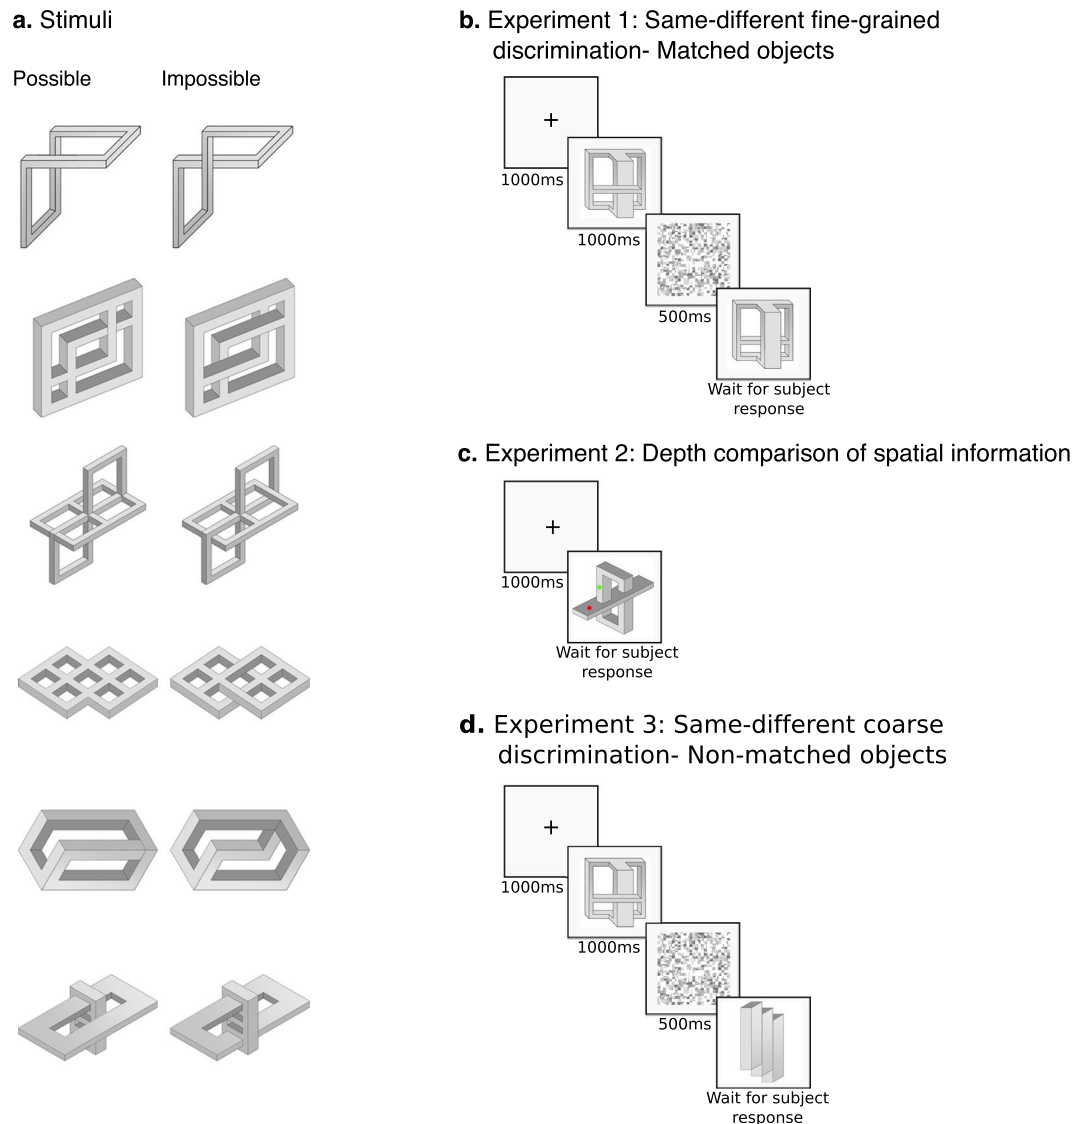 a. Stimuli
Possible
Impossible
b. Experiment 1: Same-different fine-grained
discrimination- Matched objects
1000ms
1000ms
500ms
Wait for subject
response
c. Experiment 2: Depth comparison of spatial information
1000ms
Wait for subject
response
d. Experiment 3: Same-different coarse
discrimination- Non-matched objects
1000ms
1000ms
500ms
Wait for subject
response